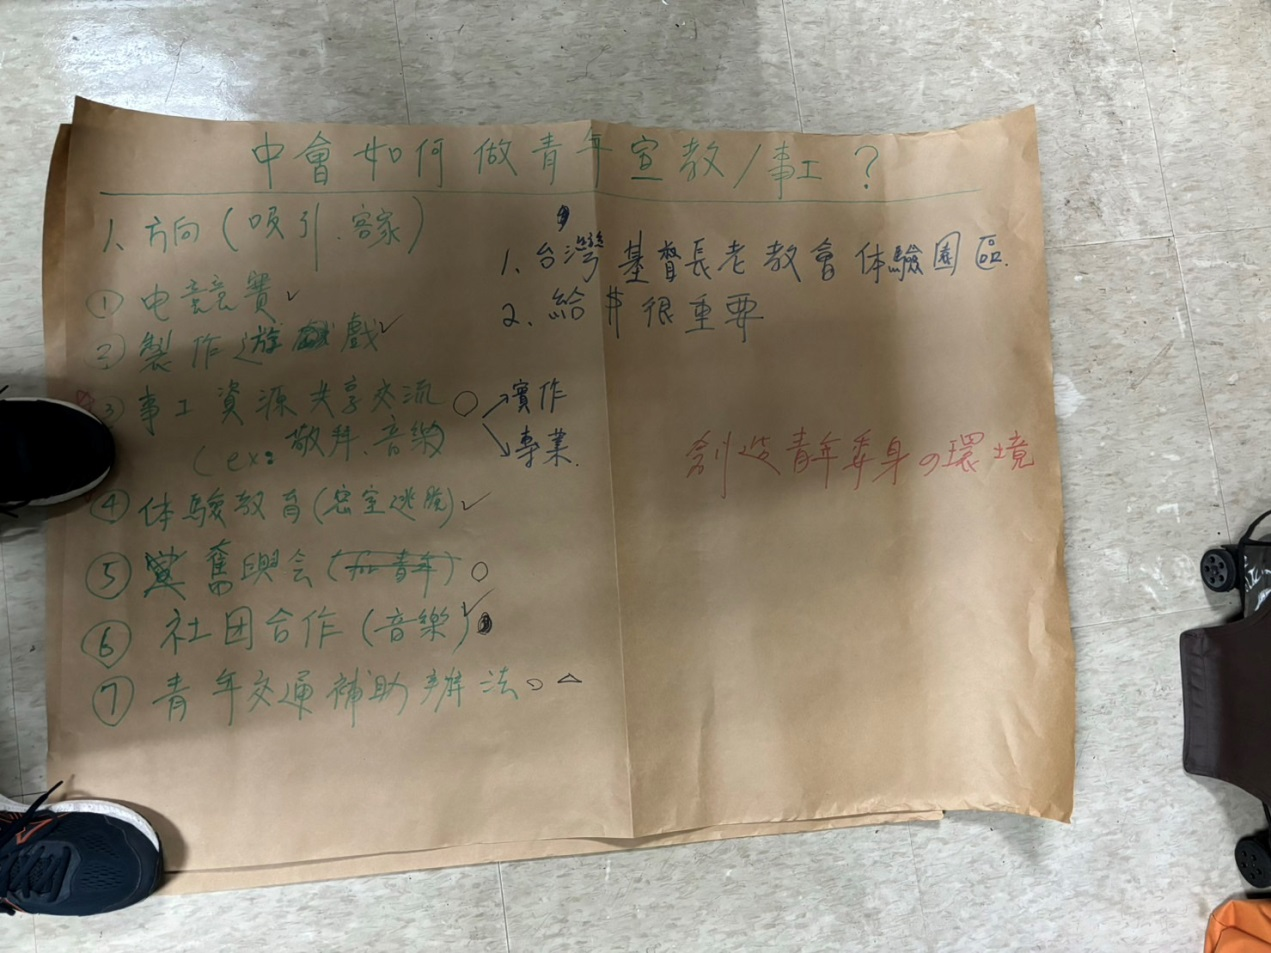 中會如何做青年宣教/事工?
1、方向(吸引、客家)
① 电競競賽✓
② 製作遊戲✓
③ 事工資源共享交流○→實作
(ex: 敬拜、音樂 →專業.
④ 体驗教育(密室逃脫)✓
⑤ 奮興会(青年)○
⑥ 社团合作(音樂)✓
⑦ 青年交通補助辦法○△
1、台灣基督長老教會体驗園區.
2、給$很重要
創造青年委身の環境